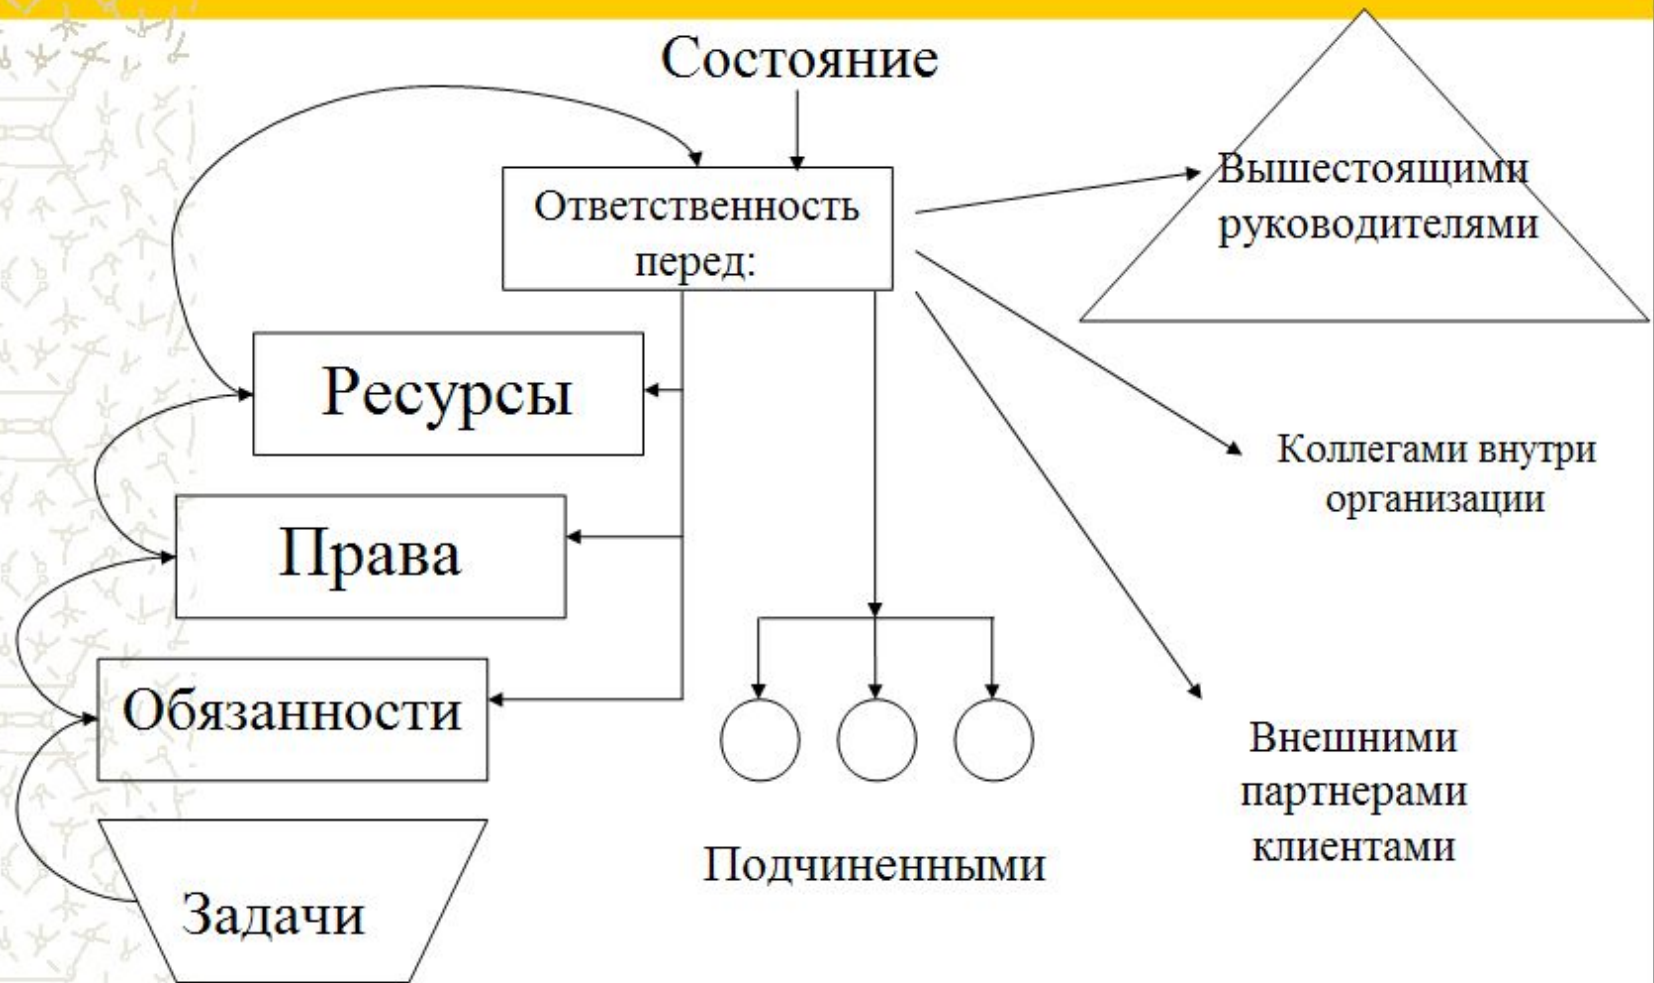 Состояние
Ответственность
перед:
Вышестоящими
руководителями
Ресурсы
Коллегами внутри
организации
Права
Обязанности
Внешними
партнерами
клиентами
Подчиненными
Задачи